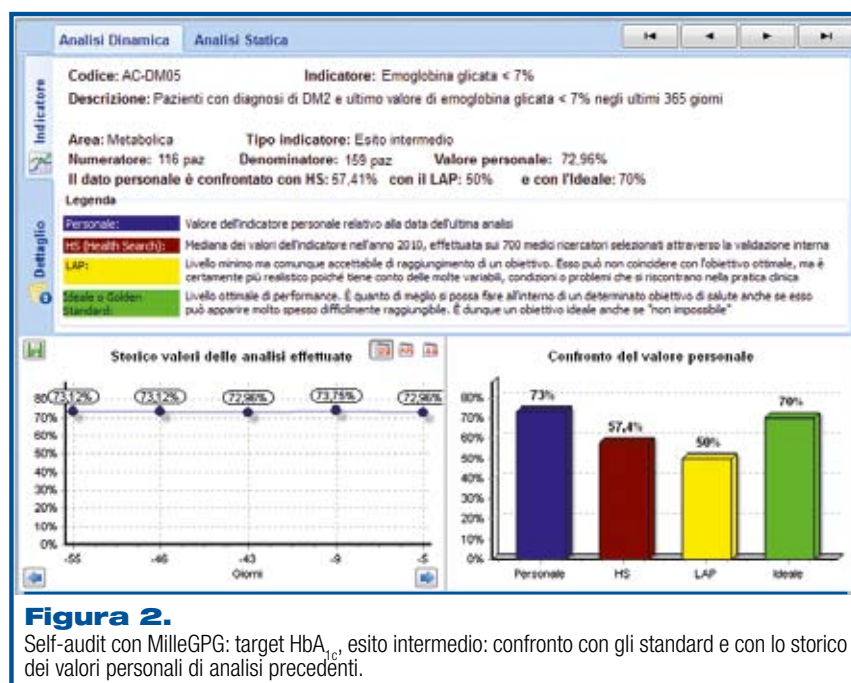 Analisi Dinamica Analisi Statica
Indicatore
Dettaglio
Codice: AC-DM05 Indicatore: Emoglobina glicata < 7%
Descrizione: Pazienti con diagnosi di DM2 e ultimo valore di emoglobina glicata < 7% negli ultimi 365 giorni
Area: Metabolica Tipo indicatore: Esito intermedio
Numeratore: 116 paz Denominatore: 159 paz Valore personale: 72,96%
Il dato personale è confrontato con HS: 57,41% con il LAP: 50% e con l'Ideale: 70%
Legenda
Personale: Valore dell'indicatore personale relativo alla data dell'ultima analisi
HS (Health Search): Mediana dei valori dell'indicatore nell'anno 2010, effettuata sui 700 medici ricercatori selezionati attraverso la validazione interna
LAP: Livello minimo ma comunque accettabile di raggiungimento di un obiettivo. Esso può non coincidere con l'obiettivo ottimale, ma è
certamente più realistico poiché tiene conto delle molte variabili, condizioni o problemi che si riscontrano nella pratica clinica
Ideale o Golden Standard: Livello ottimale di performance. È quanto di meglio si possa fare all'interno di un determinato obiettivo di salute anche se esso
può apparire molto spesso difficilmente raggiungibile. È dunque un obiettivo ideale anche se "non impossibile"
Storico valori delle analisi effettuate
73,12% 73,12% 72,96% 73,75% 72,96%
80
70%
60%
50%
40%
30%
20%
10%
0%
-55 -46 -43 -9 -5
Giorni
Confronto del valore personale
80%
70%
60%
50%
40%
30%
20%
10%
0%
73% 57,4% 50% 70%
Personale HS LAP Ideale
Figura 2.
Self-audit con MilleGPG: target HbA1c, esito intermedio: confronto con gli standard e con lo storico
dei valori personali di analisi precedenti.